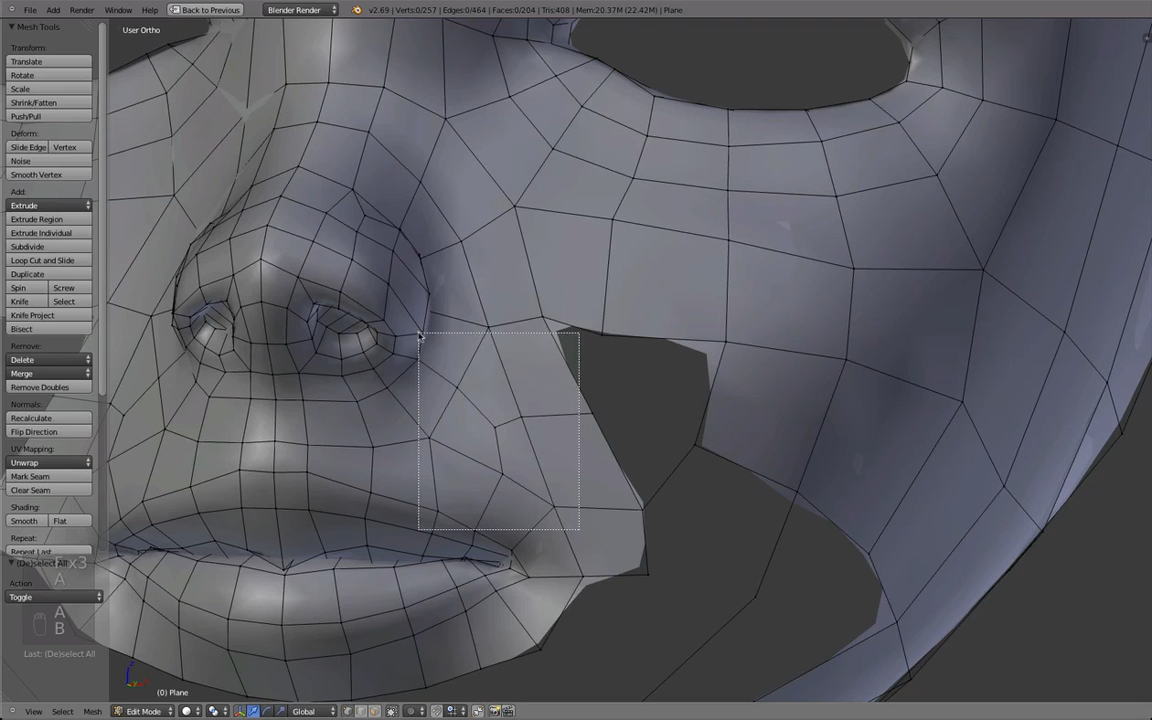 File Add Render Window Help Back to Previous Blender Render v2.69 | Verts:0/257 | Edges:0/464 | Faces:0/204 | Tris:408 | Mem:20.37M (22.42M) | Plane
Mesh Tools
User Ortho
Transform:
Translate
Rotate
Scale
Shrink/Fatten
Push/Pull
Deform:
Slide Edge Vertex
Noise
Smooth Vertex
Add:
Extrude
Extrude Region
Extrude Individual
Subdivide
Loop Cut and Slide
Duplicate
Spin Screw
Knife Select
Knife Project
Bisect
Remove:
Delete
Merge
Remove Doubles
Normals:
Recalculate
Flip Direction
UV Mapping:
Unwrap
Mark Seam
Clear Seam
Shading:
Smooth Flat
Repeat:
Repeat Last
(De)select All
F x3
A
Action
Toggle
A
B
Last: (De)select All
(0) Plane
View Select Mesh Edit Mode Global